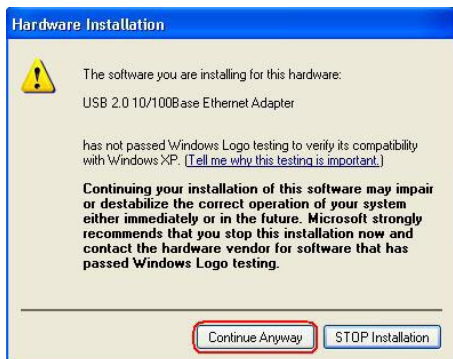 Hardware Installation
The software you are installing for this hardware:
USB 2.0 10/100Base Ethernet Adapter
has not passed Windows Logo testing to verify its compatibility
with Windows XP. (Tell me why this testing is important.)
Continuing your installation of this software may impair
or destabilize the correct operation of your system
either immediately or in the future. Microsoft strongly
recommends that you stop this installation now and
contact the hardware vendor for software that has
passed Windows Logo testing.
Continue Anyway STOP Installation